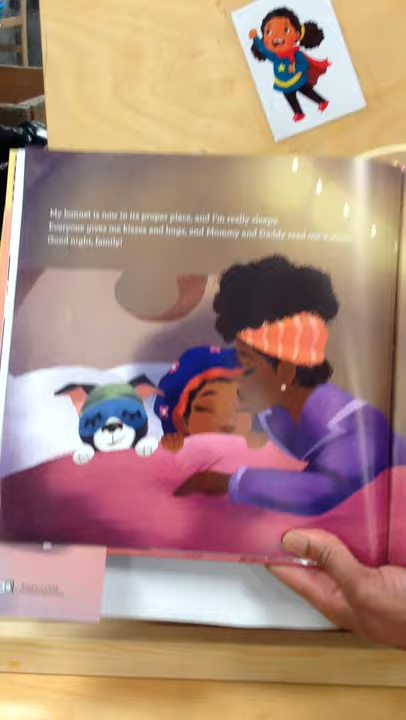 My bonnet is now in its proper place, and I'm really sleepy.
Everyone gives me kisses and hugs, and Mommy and Daddy read me a
Good night, family!